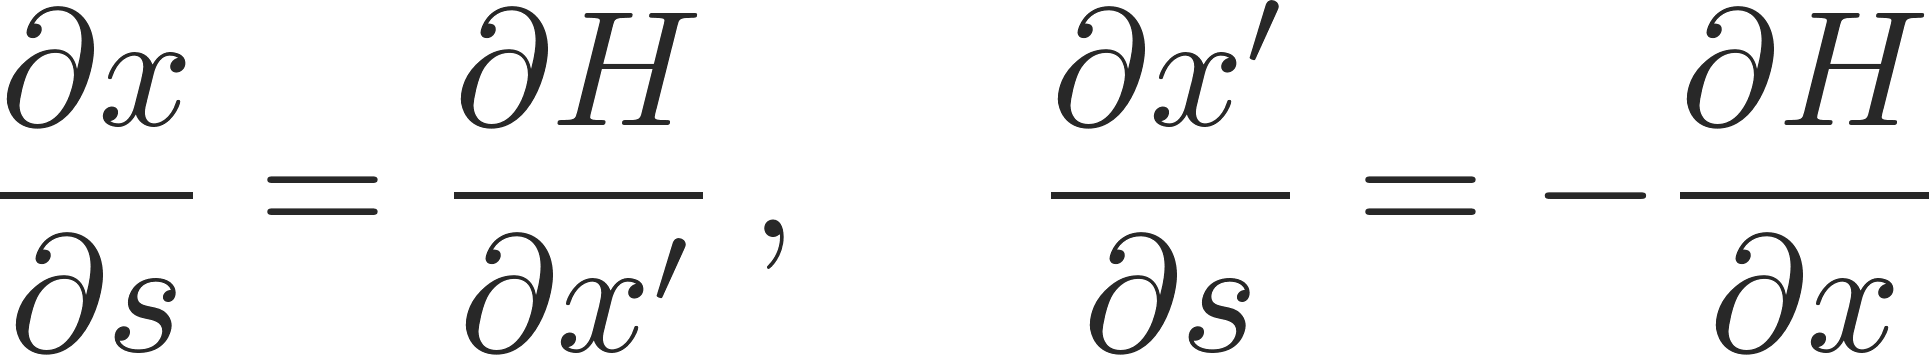 ∂x/∂s = ∂H/∂x′ , ∂x′/∂s = −∂H/∂x